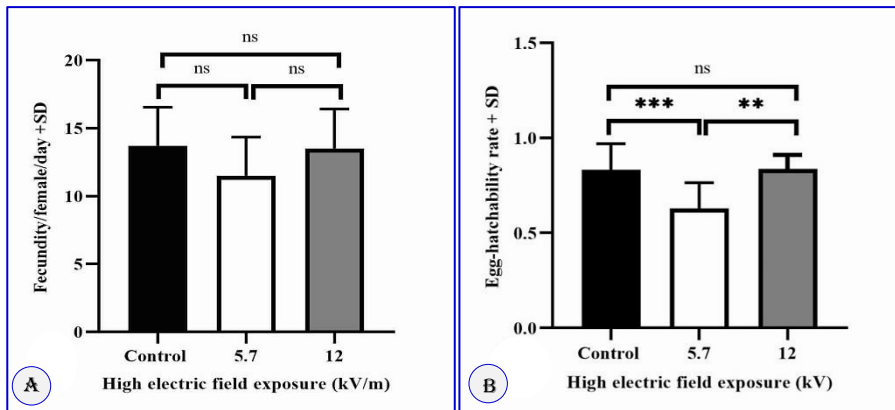 ns
ns
ns
20
15
10
5
0
Fecundity/female/day +SD
Control
5.7
12
High electric field exposure (kV/m)
A
ns
***
**
1.5
1.0
0.5
0.0
Egg-hatchability rate + SD
Control
5.7
12
High electric field exposure (kV)
B